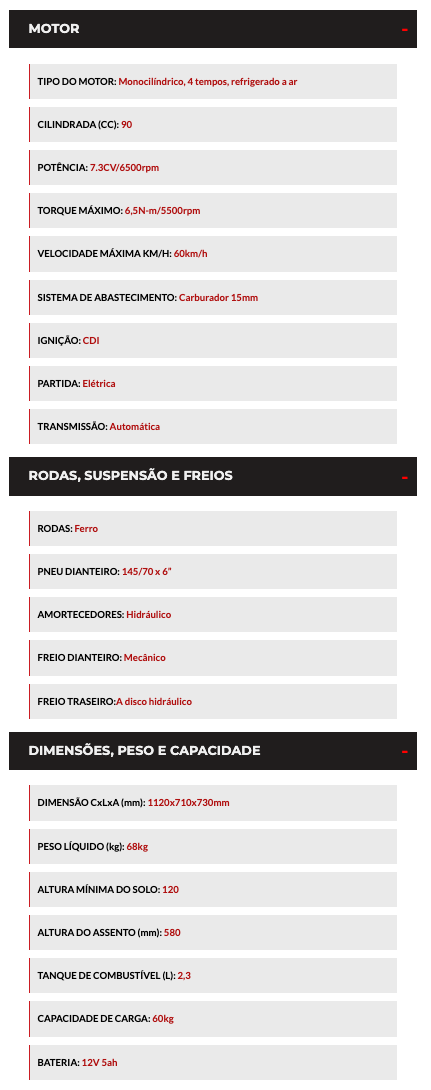 MOTOR -
TIPO DO MOTOR: Monocilíndrico, 4 tempos, refrigerado a ar
CILINDRADA (CC): 90
POTÊNCIA: 7.3CV/6500rpm
TORQUE MÁXIMO: 6,5N-m/5500rpm
VELOCIDADE MÁXIMA KM/H: 60km/h
SISTEMA DE ABASTECIMENTO: Carburador 15mm
IGNIÇÃO: CDI
PARTIDA: Elétrica
TRANSMISSÃO: Automática
RODAS, SUSPENSÃO E FREIOS -
RODAS: Ferro
PNEU DIANTEIRO: 145/70 x 6"
AMORTECEDORES: Hidráulico
FREIO DIANTEIRO: Mecânico
FREIO TRASEIRO:A disco hidráulico
DIMENSÕES, PESO E CAPACIDADE -
DIMENSÃO CxLxA (mm): 1120x710x730mm
PESO LÍQUIDO (kg): 68kg
ALTURA MÍNIMA DO SOLO: 120
ALTURA DO ASSENTO (mm): 580
TANQUE DE COMBUSTÍVEL (L): 2,3
CAPACIDADE DE CARGA: 60kg
BATERIA: 12V 5ah